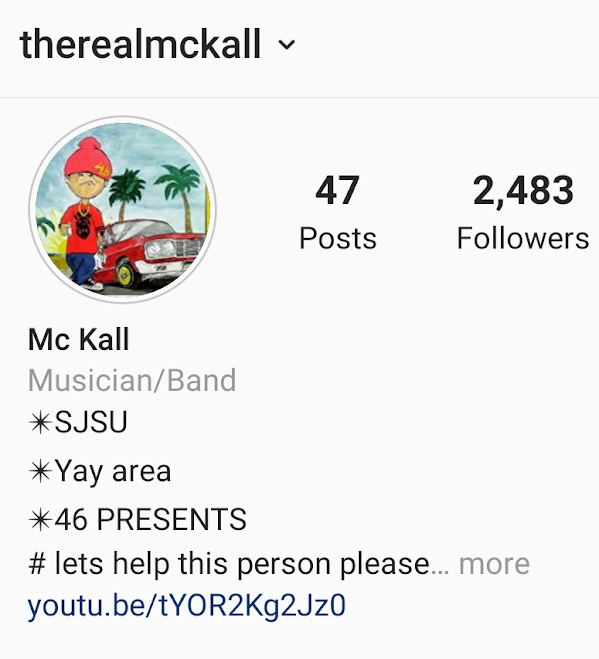 therealmckall
46
47
2,483
Posts
Followers
Mc Kall
Musician/Band
✴SJSU
✴Yay area
✴46 PRESENTS
# lets help this person please... more
youtu.be/tYOR2Kg2Jz0